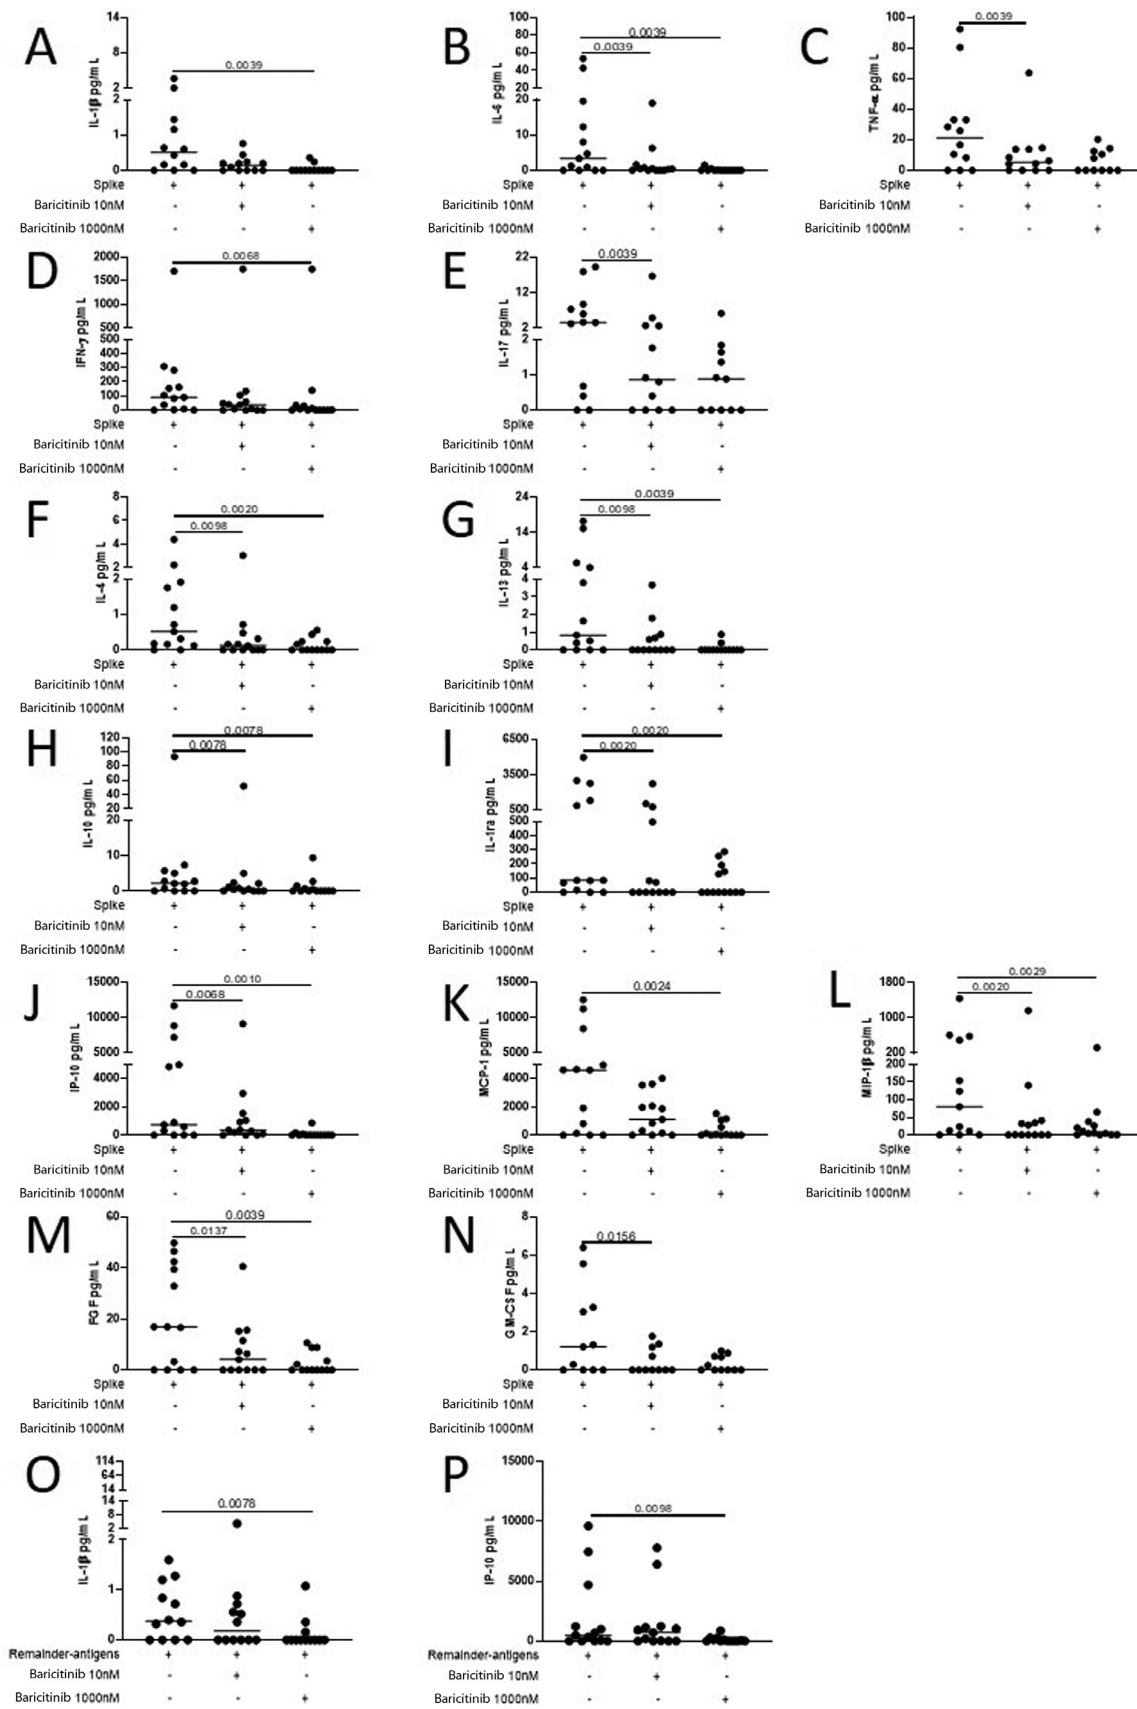 A
IL-1β pg/mL
14
8
2
2
1
0
0.0039
Spike + + +
Baricitinib 10nM - + -
Baricitinib 1000nM - - +
B
IL-6 pg/mL
100
80
60
40
20
20
10
0
0.0039
0.0039
Spike + + +
Baricitinib 10nM - + -
Baricitinib 1000nM - - +
C
TNF-α pg/mL
100
80
60
40
20
0
0.0039
Spike + + +
Baricitinib 10nM - + -
Baricitinib 1000nM - - +
D
IFN-γ pg/mL
2000
1500
1000
500
500
400
300
200
100
0
0.0068
Spike + + +
Baricitinib 10nM - + -
Baricitinib 1000nM - - +
E
IL-17 pg/mL
22
12
2
2
1
0
0.0039
Spike + + +
Baricitinib 10nM - + -
Baricitinib 1000nM - - +
F
IL-4 pg/mL
8
6
4
2
2
1
0
0.0020
0.0098
Spike + + +
Baricitinib 10nM - + -
Baricitinib 1000nM - - +
G
IL-13 pg/mL
24
14
4
4
3
2
1
0
0.0039
0.0098
Spike + + +
Baricitinib 10nM - + -
Baricitinib 1000nM - - +
H
IL-10 pg/mL
120
100
80
60
40
20
20
10
0
0.0078
0.0078
Spike + + +
Baricitinib 10nM - + -
Baricitinib 1000nM - - +
I
IL-1ra pg/mL
6500
3500
500
500
400
300
200
100
0
0.0020
0.0020
Spike + + +
Baricitinib 10nM - + -
Baricitinib 1000nM - - +
J
IP-10 pg/mL
15000
10000
5000
4000
2000
0
0.0010
0.0068
Spike + + +
Baricitinib 10nM - + -
Baricitinib 1000nM - - +
K
MCP-1 pg/mL
15000
10000
5000
4000
2000
0
0.0024
Spike + + +
Baricitinib 10nM - + -
Baricitinib 1000nM - - +
L
MIP-1β pg/mL
1800
1000
200
200
150
100
50
0
0.0029
0.0020
Spike + + +
Baricitinib 10nM - + -
Baricitinib 1000nM - - +
M
FGF pg/mL
60
40
20
0
0.0039
0.0137
Spike + + +
Baricitinib 10nM - + -
Baricitinib 1000nM - - +
N
GM-CSF pg/mL
8
6
4
2
0
0.0156
Spike + + +
Baricitinib 10nM - + -
Baricitinib 1000nM - - +
O
IL-1β pg/mL
114
64
14
14
8
2
2
1
0
0.0078
Remainder-antigens + + +
Baricitinib 10nM - + -
Baricitinib 1000nM - - +
P
IP-10 pg/mL
15000
10000
5000
0
0.0098
Remainder-antigens + + +
Baricitinib 10nM - + -
Baricitinib 1000nM - - +